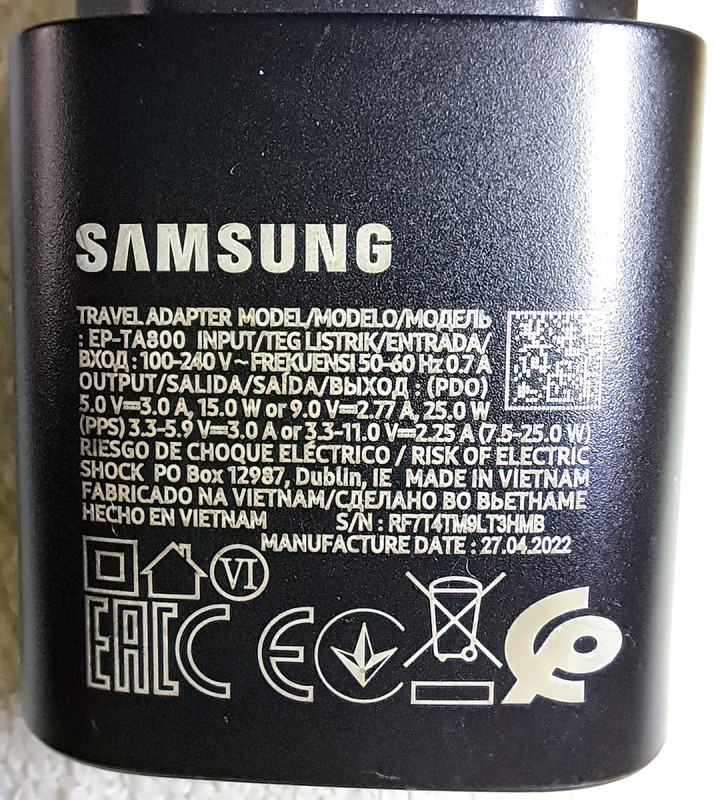 SAMSUNG
TRAVEL ADAPTER MODEL/MODELO/МОДЕЛЬ
: EP-TA800 INPUT/TEG LISTRIK/ENTRADA/
ВХОД : 100-240 V ~ FREKUENSI 50-60 Hz 0.7 A
OUTPUT/SALIDA/SAÍDA/ВЫХОД : (PDO)
5.0 V⎓3.0 A, 15.0 W or 9.0 V⎓2.77 A, 25.0 W
(PPS) 3.3-5.9 V⎓3.0 A or 3.3-11.0 V⎓2.25 A (7.5-25.0 W)
RIESGO DE CHOQUE ELÉCTRICO / RISK OF ELECTRIC
SHOCK PO Box 12987, Dublin, IE MADE IN VIETNAM
FABRICADO NA VIETNAM/СДЕЛАНО ВО ВЬЕТНАМЕ
HECHO EN VIETNAM S/N : RF7T4TM9LT3HMB
MANUFACTURE DATE : 27.04.2022
VI
EAC CE